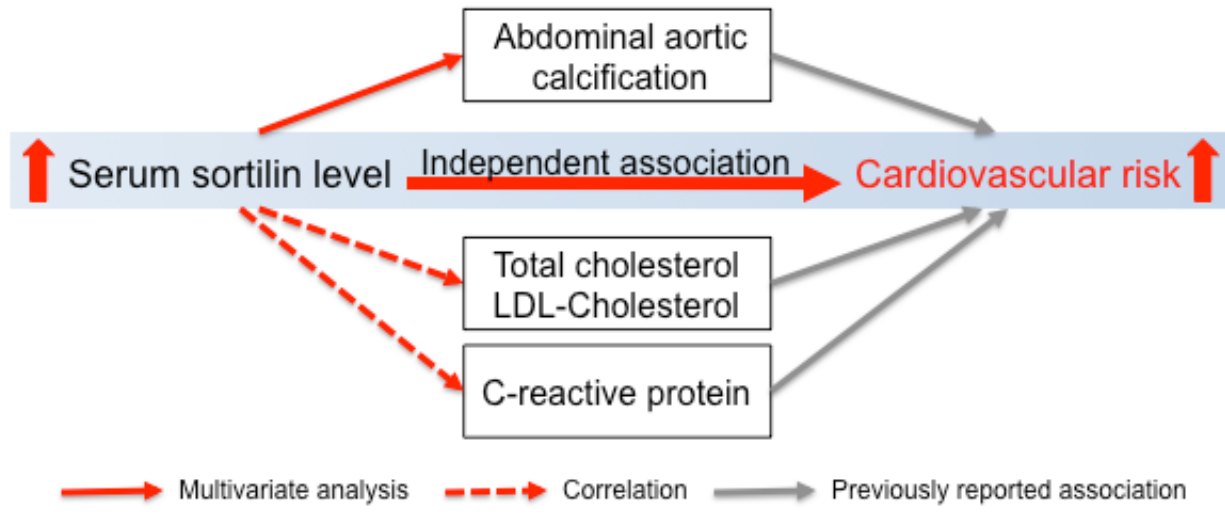 Abdominal aortic
calcification
Serum sortilin level
Independent association
Cardiovascular risk
Total cholesterol
LDL-Cholesterol
C-reactive protein
Multivariate analysis
Correlation
Previously reported association